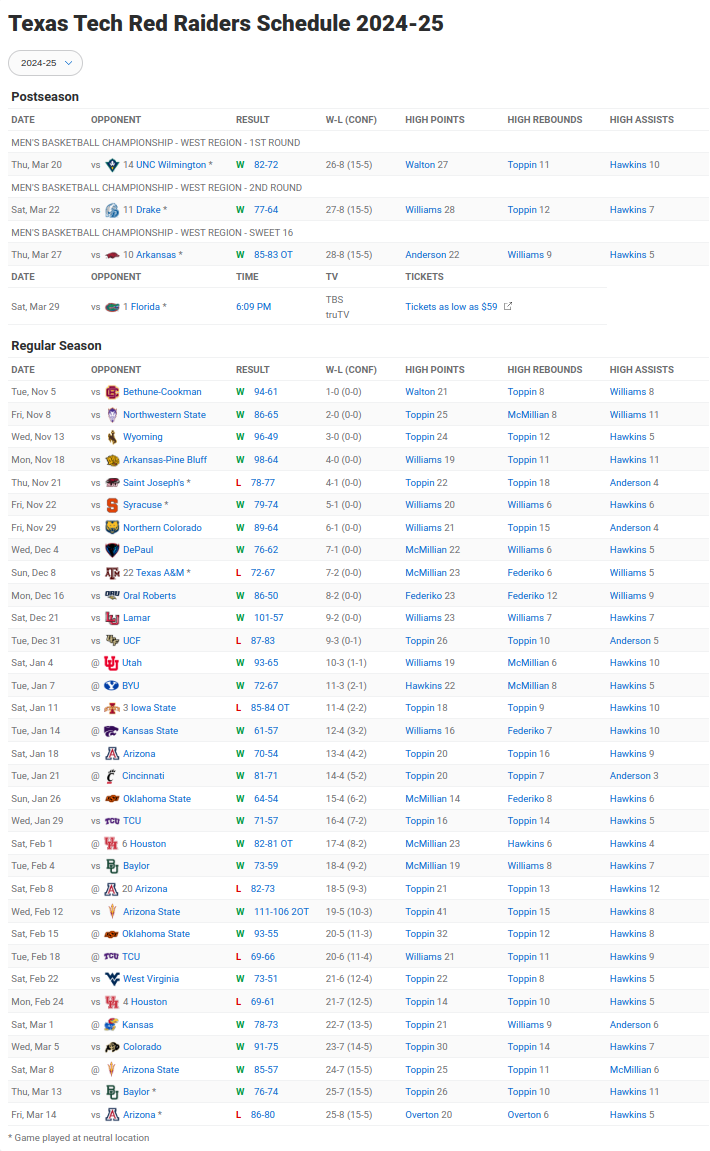 Texas Tech Red Raiders Schedule 2024-25
2024-25
Postseason
DATE OPPONENT RESULT W-L (CONF) HIGH POINTS HIGH REBOUNDS HIGH ASSISTS
MEN'S BASKETBALL CHAMPIONSHIP - WEST REGION - 1ST ROUND
Thu, Mar 20 vs 14 UNC Wilmington * W 82-72 26-8 (15-5) Walton 27 Toppin 11 Hawkins 10
MEN'S BASKETBALL CHAMPIONSHIP - WEST REGION - 2ND ROUND
Sat, Mar 22 vs 11 Drake * W 77-64 27-8 (15-5) Williams 28 Toppin 12 Hawkins 7
MEN'S BASKETBALL CHAMPIONSHIP - WEST REGION - SWEET 16
Thu, Mar 27 vs 10 Arkansas * W 85-83 OT 28-8 (15-5) Anderson 22 Williams 9 Hawkins 5
DATE OPPONENT TIME TV TICKETS
Sat, Mar 29 vs 1 Florida * 6:09 PM TBS truTV Tickets as low as $59
Regular Season
DATE OPPONENT RESULT W-L (CONF) HIGH POINTS HIGH REBOUNDS HIGH ASSISTS
Tue, Nov 5 vs Bethune-Cookman W 94-61 1-0 (0-0) Walton 21 Toppin 8 Williams 8
Fri, Nov 8 vs Northwestern State W 86-65 2-0 (0-0) Toppin 25 McMillian 8 Williams 11
Wed, Nov 13 vs Wyoming W 96-49 3-0 (0-0) Toppin 24 Toppin 12 Hawkins 5
Mon, Nov 18 vs Arkansas-Pine Bluff W 98-64 4-0 (0-0) Williams 19 Toppin 11 Hawkins 11
Thu, Nov 21 vs Saint Joseph's * L 78-77 4-1 (0-0) Toppin 22 Toppin 18 Anderson 4
Fri, Nov 22 vs Syracuse * W 79-74 5-1 (0-0) Williams 20 Williams 6 Hawkins 6
Fri, Nov 29 vs Northern Colorado W 89-64 6-1 (0-0) Williams 21 Toppin 15 Anderson 4
Wed, Dec 4 vs DePaul W 76-62 7-1 (0-0) McMillian 22 Williams 6 Hawkins 5
Sun, Dec 8 vs 22 Texas A&M * L 72-67 7-2 (0-0) McMillian 23 Federiko 6 Williams 5
Mon, Dec 16 vs Oral Roberts W 86-50 8-2 (0-0) Federiko 23 Federiko 12 Williams 9
Sat, Dec 21 vs Lamar W 101-57 9-2 (0-0) Williams 23 Williams 7 Hawkins 7
Tue, Dec 31 vs UCF L 87-83 9-3 (0-1) Toppin 26 Toppin 10 Anderson 5
Sat, Jan 4 @ Utah W 93-65 10-3 (1-1) Williams 19 McMillian 6 Hawkins 10
Tue, Jan 7 @ BYU W 72-67 11-3 (2-1) Hawkins 22 McMillian 8 Hawkins 5
Sat, Jan 11 vs 3 Iowa State L 85-84 OT 11-4 (2-2) Toppin 18 Toppin 9 Hawkins 10
Tue, Jan 14 @ Kansas State W 61-57 12-4 (3-2) Williams 16 Federiko 7 Hawkins 10
Sat, Jan 18 vs Arizona W 70-54 13-4 (4-2) Toppin 20 Toppin 16 Hawkins 9
Tue, Jan 21 @ Cincinnati W 81-71 14-4 (5-2) Toppin 20 Toppin 7 Anderson 3
Sun, Jan 26 vs Oklahoma State W 64-54 15-4 (6-2) McMillian 14 Federiko 8 Hawkins 6
Wed, Jan 29 vs TCU W 71-57 16-4 (7-2) Toppin 16 Toppin 14 Hawkins 5
Sat, Feb 1 @ 6 Houston W 82-81 OT 17-4 (8-2) McMillian 23 Hawkins 6 Hawkins 4
Tue, Feb 4 vs Baylor W 73-59 18-4 (9-2) McMillian 19 Williams 8 Hawkins 7
Sat, Feb 8 @ 20 Arizona L 82-73 18-5 (9-3) Toppin 21 Toppin 13 Hawkins 12
Wed, Feb 12 vs Arizona State W 111-106 2OT 19-5 (10-3) Toppin 41 Toppin 15 Hawkins 8
Sat, Feb 15 @ Oklahoma State W 93-55 20-5 (11-3) Toppin 32 Toppin 12 Hawkins 8
Tue, Feb 18 @ TCU L 69-66 20-6 (11-4) Williams 21 Toppin 11 Hawkins 9
Sat, Feb 22 vs West Virginia W 73-51 21-6 (12-4) Toppin 22 Toppin 8 Hawkins 5
Mon, Feb 24 vs 4 Houston L 69-61 21-7 (12-5) Toppin 14 Toppin 10 Hawkins 5
Sat, Mar 1 @ Kansas W 78-73 22-7 (13-5) Toppin 21 Williams 9 Anderson 6
Wed, Mar 5 vs Colorado W 91-75 23-7 (14-5) Toppin 30 Toppin 14 Hawkins 7
Sat, Mar 8 @ Arizona State W 85-57 24-7 (15-5) Toppin 25 Toppin 11 McMillian 6
Thu, Mar 13 vs Baylor * W 76-74 25-7 (15-5) Toppin 26 Toppin 10 Hawkins 11
Fri, Mar 14 vs Arizona * L 86-80 25-8 (15-5) Overton 20 Overton 6 Hawkins 5
* Game played at neutral location